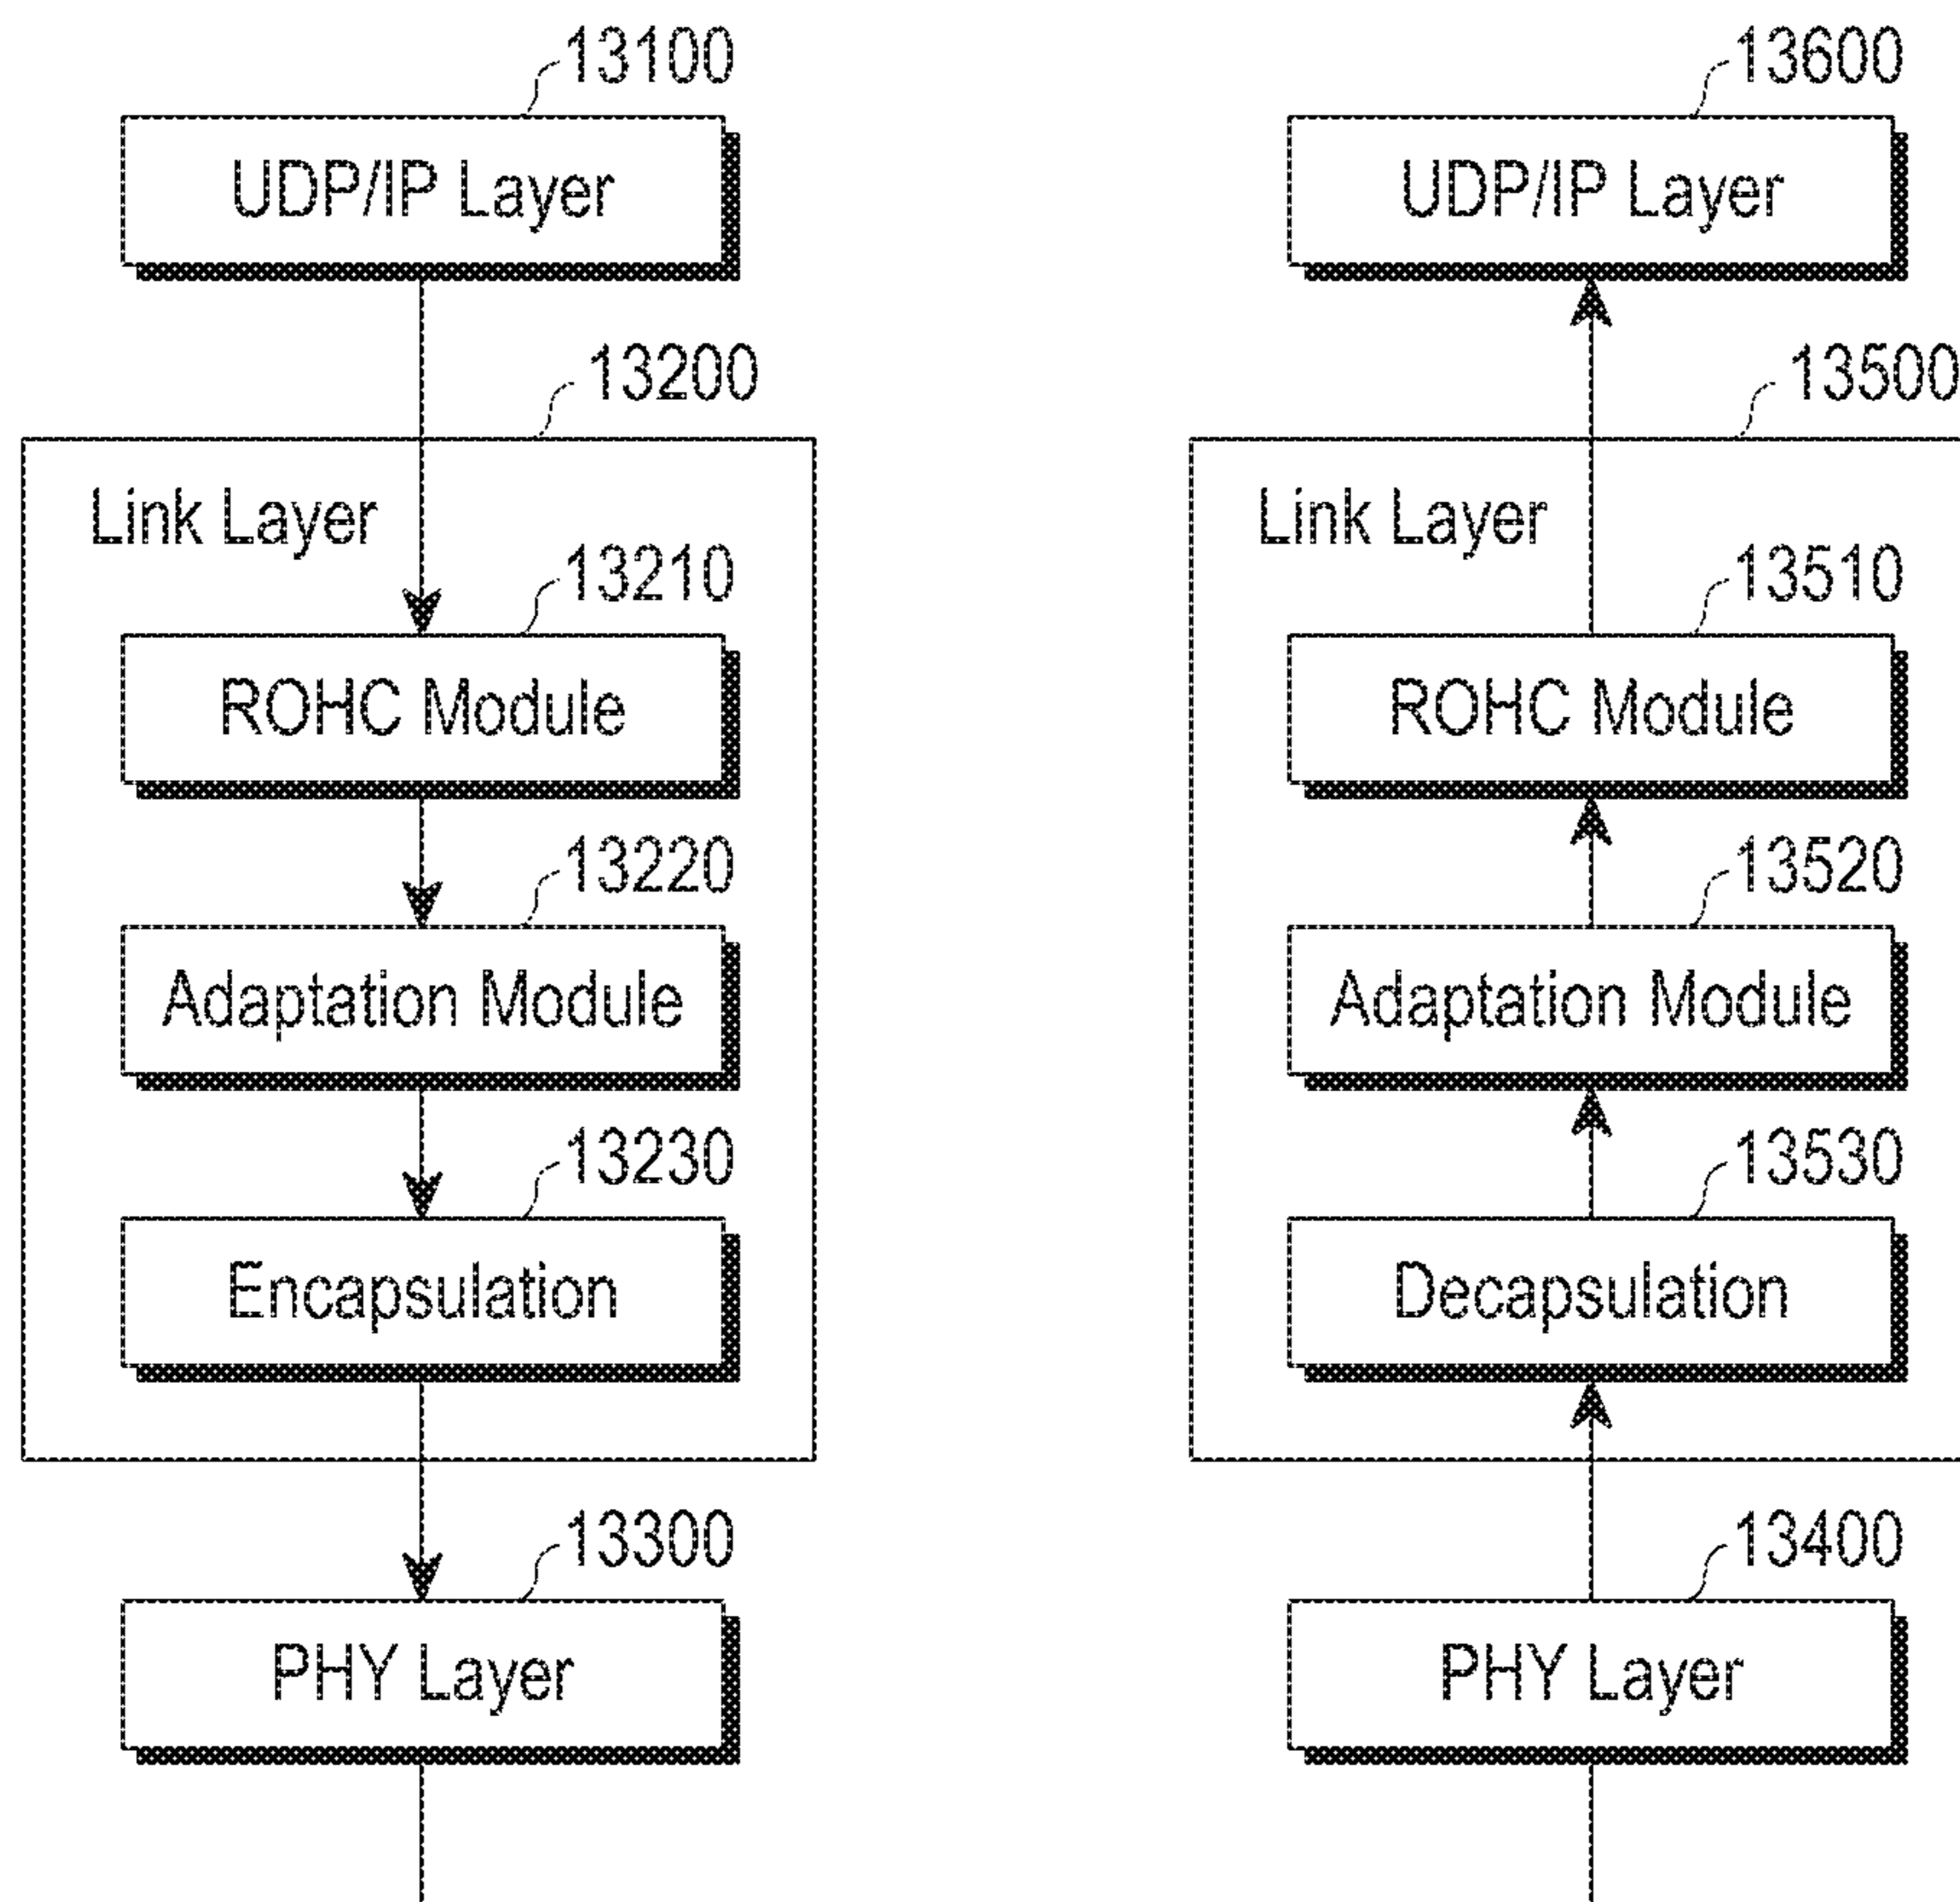 13100
UDP/IP Layer
13200
Link Layer
13210
ROHC Module
13220
Adaptation Module
13230
Encapsulation
13300
PHY Layer
13600
UDP/IP Layer
13500
Link Layer
13510
ROHC Module
13520
Adaptation Module
13530
Decapsulation
13400
PHY Layer